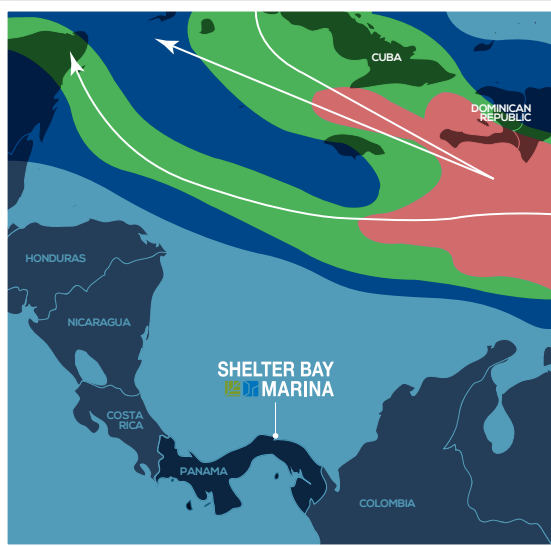 CUBA
DOMINICAN
REPUBLIC
HONDURAS
NICARAGUA
SHELTER BAY
MARINA
COSTA
RICA
PANAMA
COLOMBIA